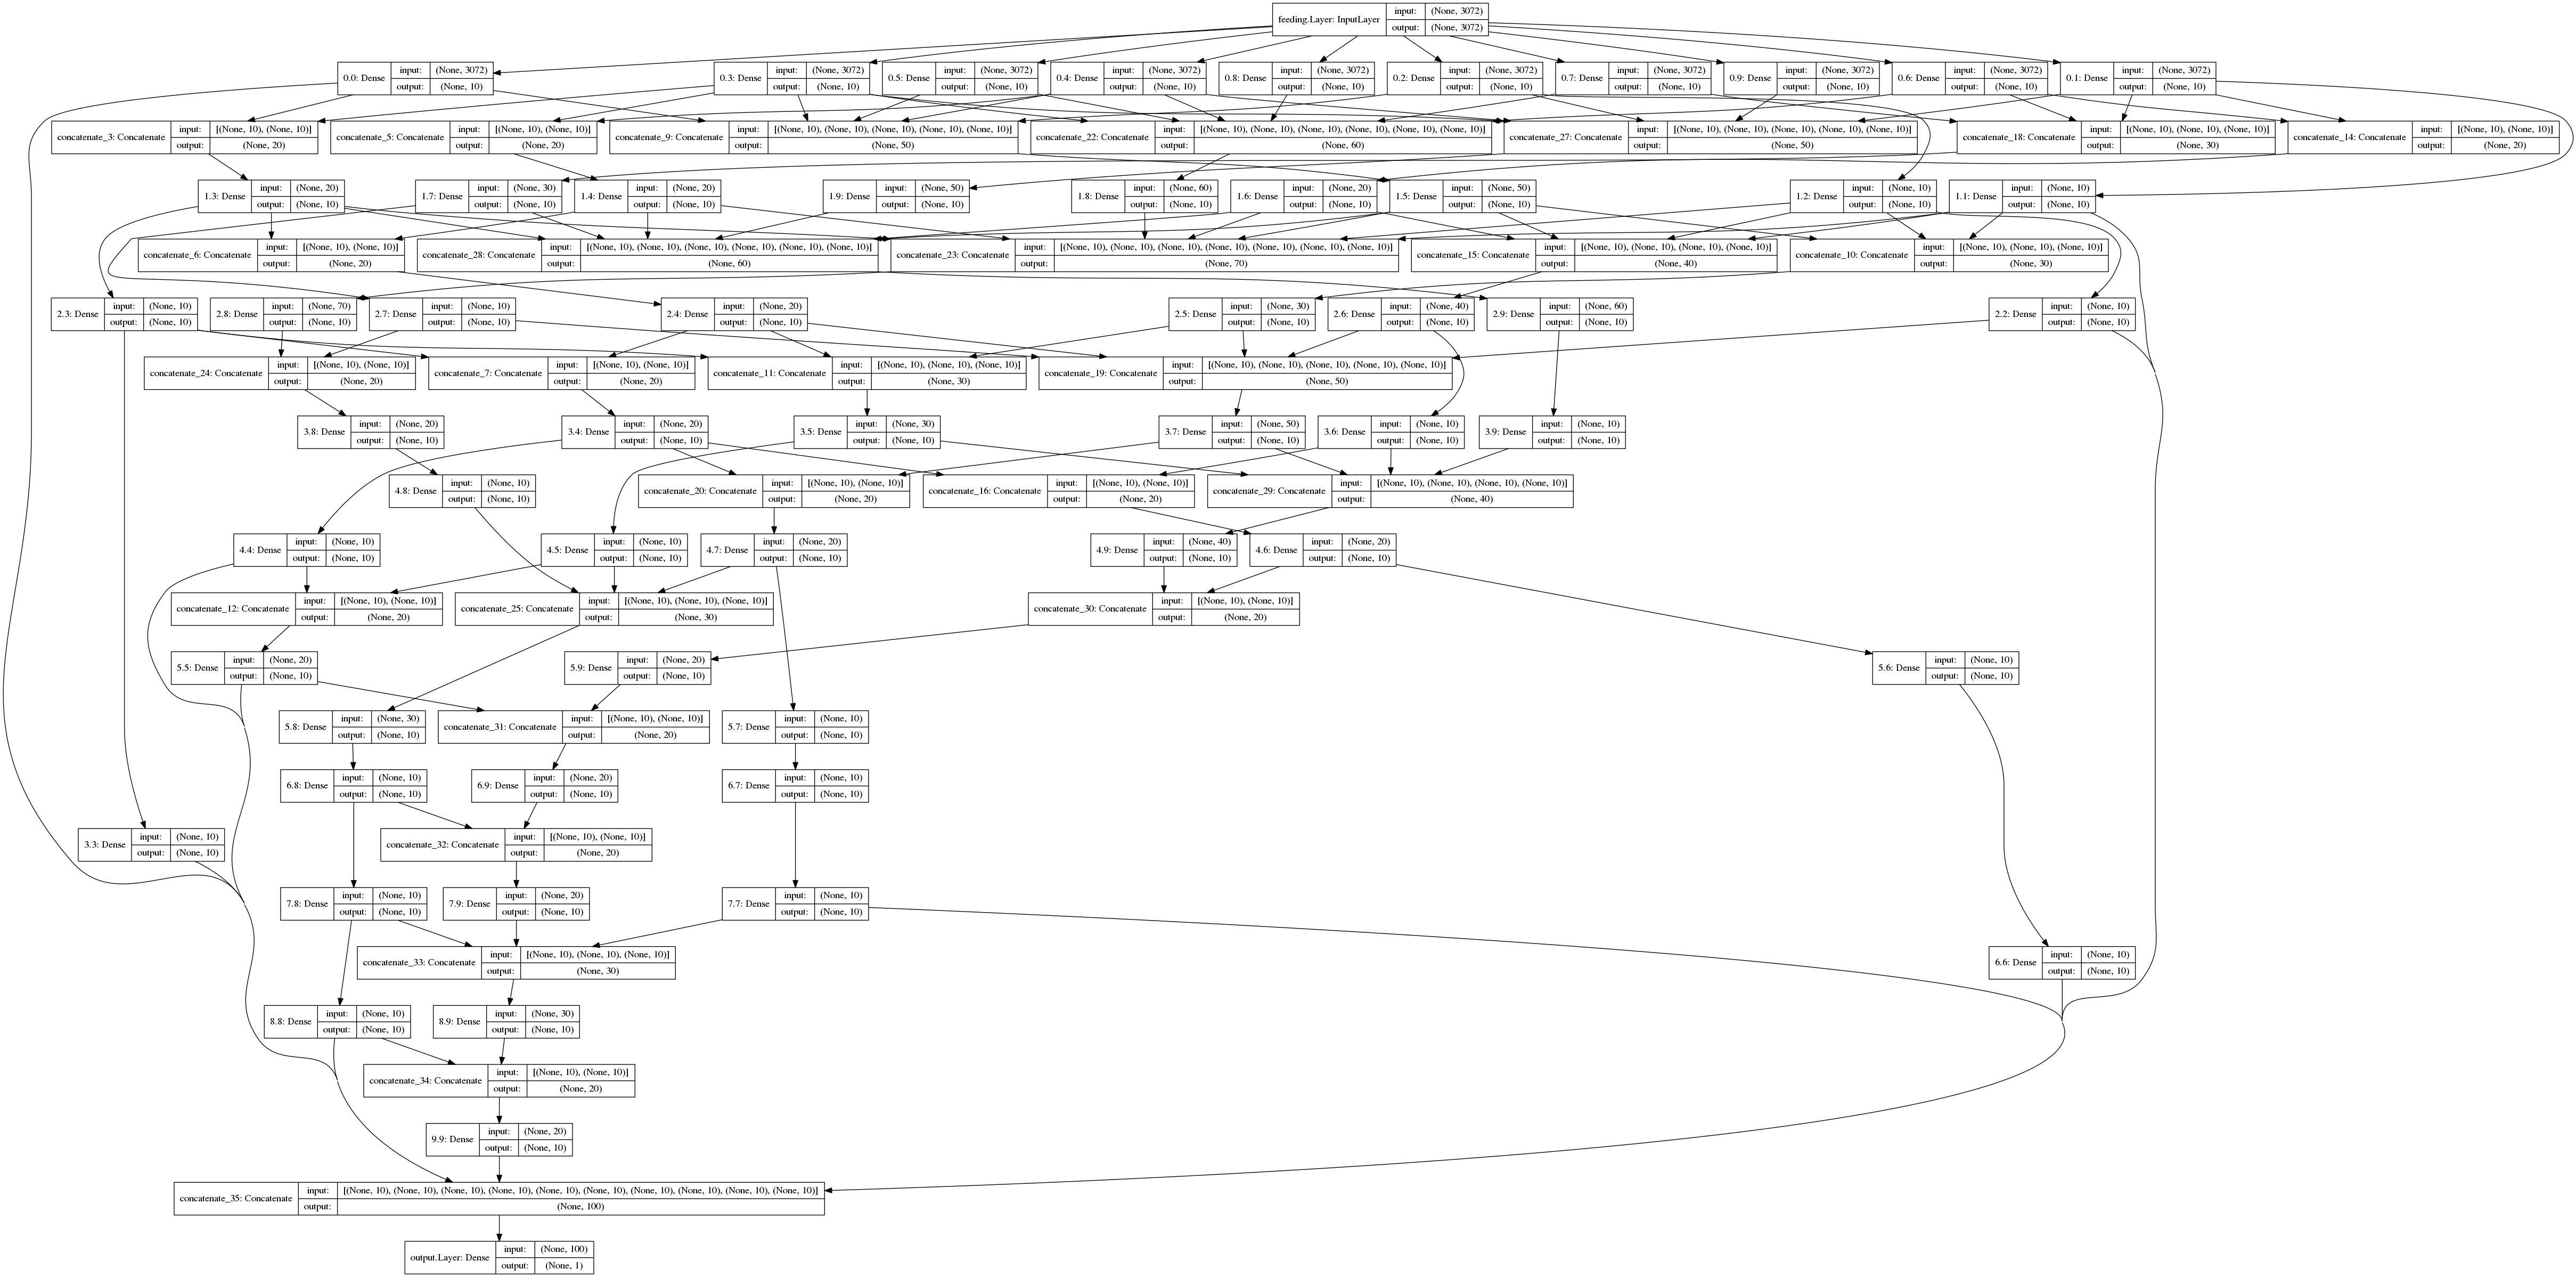 feeding.Layer: InputLayer input: (None, 3072) output: (None, 3072)
0.0: Dense input: (None, 3072) output: (None, 10)
0.3: Dense input: (None, 3072) output: (None, 10)
0.5: Dense input: (None, 3072) output: (None, 10)
0.4: Dense input: (None, 3072) output: (None, 10)
0.8: Dense input: (None, 3072) output: (None, 10)
0.2: Dense input: (None, 3072) output: (None, 10)
0.7: Dense input: (None, 3072) output: (None, 10)
0.9: Dense input: (None, 3072) output: (None, 10)
0.6: Dense input: (None, 3072) output: (None, 10)
0.1: Dense input: (None, 3072) output: (None, 10)
concatenate_3: Concatenate input: [(None, 10), (None, 10)] output: (None, 20)
concatenate_5: Concatenate input: [(None, 10), (None, 10)] output: (None, 20)
concatenate_9: Concatenate input: [(None, 10), (None, 10), (None, 10), (None, 10), (None, 10)] output: (None, 50)
concatenate_22: Concatenate input: [(None, 10), (None, 10), (None, 10), (None, 10), (None, 10), (None, 10)] output: (None, 60)
concatenate_27: Concatenate input: [(None, 10), (None, 10), (None, 10), (None, 10), (None, 10)] output: (None, 50)
concatenate_18: Concatenate input: [(None, 10), (None, 10), (None, 10)] output: (None, 30)
concatenate_14: Concatenate input: [(None, 10), (None, 10)] output: (None, 20)
1.3: Dense input: (None, 20) output: (None, 10)
1.7: Dense input: (None, 30) output: (None, 10)
1.4: Dense input: (None, 20) output: (None, 10)
1.9: Dense input: (None, 50) output: (None, 10)
1.8: Dense input: (None, 60) output: (None, 10)
1.6: Dense input: (None, 20) output: (None, 10)
1.5: Dense input: (None, 50) output: (None, 10)
1.2: Dense input: (None, 10) output: (None, 10)
1.1: Dense input: (None, 10) output: (None, 10)
concatenate_6: Concatenate input: [(None, 10), (None, 10)] output: (None, 20)
concatenate_28: Concatenate input: [(None, 10), (None, 10), (None, 10), (None, 10), (None, 10), (None, 10)] output: (None, 60)
concatenate_23: Concatenate input: [(None, 10), (None, 10), (None, 10), (None, 10), (None, 10), (None, 10), (None, 10)] output: (None, 70)
concatenate_15: Concatenate input: [(None, 10), (None, 10), (None, 10), (None, 10)] output: (None, 40)
concatenate_10: Concatenate input: [(None, 10), (None, 10), (None, 10)] output: (None, 30)
2.3: Dense input: (None, 10) output: (None, 10)
2.8: Dense input: (None, 70) output: (None, 10)
2.7: Dense input: (None, 10) output: (None, 10)
2.4: Dense input: (None, 20) output: (None, 10)
2.5: Dense input: (None, 30) output: (None, 10)
2.6: Dense input: (None, 40) output: (None, 10)
2.9: Dense input: (None, 60) output: (None, 10)
2.2: Dense input: (None, 10) output: (None, 10)
concatenate_24: Concatenate input: [(None, 10), (None, 10)] output: (None, 20)
concatenate_7: Concatenate input: [(None, 10), (None, 10)] output: (None, 20)
concatenate_11: Concatenate input: [(None, 10), (None, 10), (None, 10)] output: (None, 30)
concatenate_19: Concatenate input: [(None, 10), (None, 10), (None, 10), (None, 10), (None, 10)] output: (None, 50)
3.8: Dense input: (None, 20) output: (None, 10)
3.4: Dense input: (None, 20) output: (None, 10)
3.5: Dense input: (None, 30) output: (None, 10)
3.7: Dense input: (None, 50) output: (None, 10)
3.6: Dense input: (None, 10) output: (None, 10)
3.9: Dense input: (None, 10) output: (None, 10)
4.8: Dense input: (None, 10) output: (None, 10)
concatenate_20: Concatenate input: [(None, 10), (None, 10)] output: (None, 20)
concatenate_16: Concatenate input: [(None, 10), (None, 10)] output: (None, 20)
concatenate_29: Concatenate input: [(None, 10), (None, 10), (None, 10), (None, 10)] output: (None, 40)
4.4: Dense input: (None, 10) output: (None, 10)
4.5: Dense input: (None, 10) output: (None, 10)
4.7: Dense input: (None, 20) output: (None, 10)
4.9: Dense input: (None, 40) output: (None, 10)
4.6: Dense input: (None, 20) output: (None, 10)
concatenate_12: Concatenate input: [(None, 10), (None, 10)] output: (None, 20)
concatenate_25: Concatenate input: [(None, 10), (None, 10), (None, 10)] output: (None, 30)
concatenate_30: Concatenate input: [(None, 10), (None, 10)] output: (None, 20)
5.5: Dense input: (None, 20) output: (None, 10)
5.9: Dense input: (None, 20) output: (None, 10)
5.6: Dense input: (None, 10) output: (None, 10)
5.8: Dense input: (None, 30) output: (None, 10)
concatenate_31: Concatenate input: [(None, 10), (None, 10)] output: (None, 20)
5.7: Dense input: (None, 10) output: (None, 10)
6.8: Dense input: (None, 10) output: (None, 10)
6.9: Dense input: (None, 20) output: (None, 10)
6.7: Dense input: (None, 10) output: (None, 10)
3.3: Dense input: (None, 10) output: (None, 10)
concatenate_32: Concatenate input: [(None, 10), (None, 10)] output: (None, 20)
7.8: Dense input: (None, 10) output: (None, 10)
7.9: Dense input: (None, 20) output: (None, 10)
7.7: Dense input: (None, 10) output: (None, 10)
concatenate_33: Concatenate input: [(None, 10), (None, 10), (None, 10)] output: (None, 30)
6.6: Dense input: (None, 10) output: (None, 10)
8.8: Dense input: (None, 10) output: (None, 10)
8.9: Dense input: (None, 30) output: (None, 10)
concatenate_34: Concatenate input: [(None, 10), (None, 10)] output: (None, 20)
9.9: Dense input: (None, 20) output: (None, 10)
concatenate_35: Concatenate input: [(None, 10), (None, 10), (None, 10), (None, 10), (None, 10), (None, 10), (None, 10), (None, 10), (None, 10), (None, 10)] output: (None, 100)
output.Layer: Dense input: (None, 100) output: (None, 1)